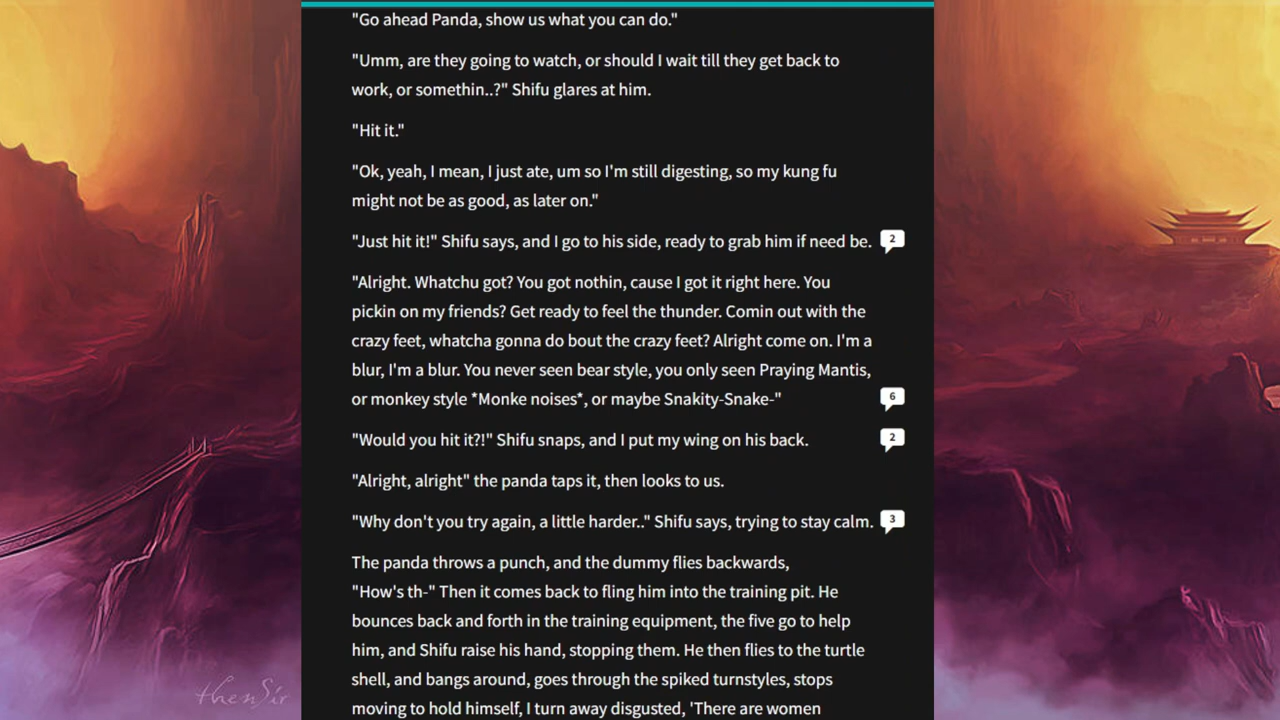 "Go ahead Panda, show us what you can do."
"Umm, are they going to watch, or should I wait till they get back to
work, or somethin..?" Shifu glares at him.
"Hit it."
"Ok, yeah, I mean, I just ate, um so I'm still digesting, so my kung fu
might not be as good, as later on."
"Just hit it!" Shifu says, and I go to his side, ready to grab him if need be. 2
"Alright. Whatchu got? You got nothin, cause I got it right here. You
pickin on my friends? Get ready to feel the thunder. Comin out with the
crazy feet, whatcha gonna do bout the crazy feet? Alright come on. I'm a
blur, I'm a blur. You never seen bear style, you only seen Praying Mantis,
or monkey style *Monke noises*, or maybe Snakity-Snake-" 6
"Would you hit it?!" Shifu snaps, and I put my wing on his back. 2
"Alright, alright" the panda taps it, then looks to us.
"Why don't you try again, a little harder.." Shifu says, trying to stay calm. 3
The panda throws a punch, and the dummy flies backwards,
"How's th-" Then it comes back to fling him into the training pit. He
bounces back and forth in the training equipment, the five go to help
him, and Shifu raise his hand, stopping them. He then flies to the turtle
shell, and bangs around, goes through the spiked turnstyles, stops
moving to hold himself, I turn away disgusted, 'There are women